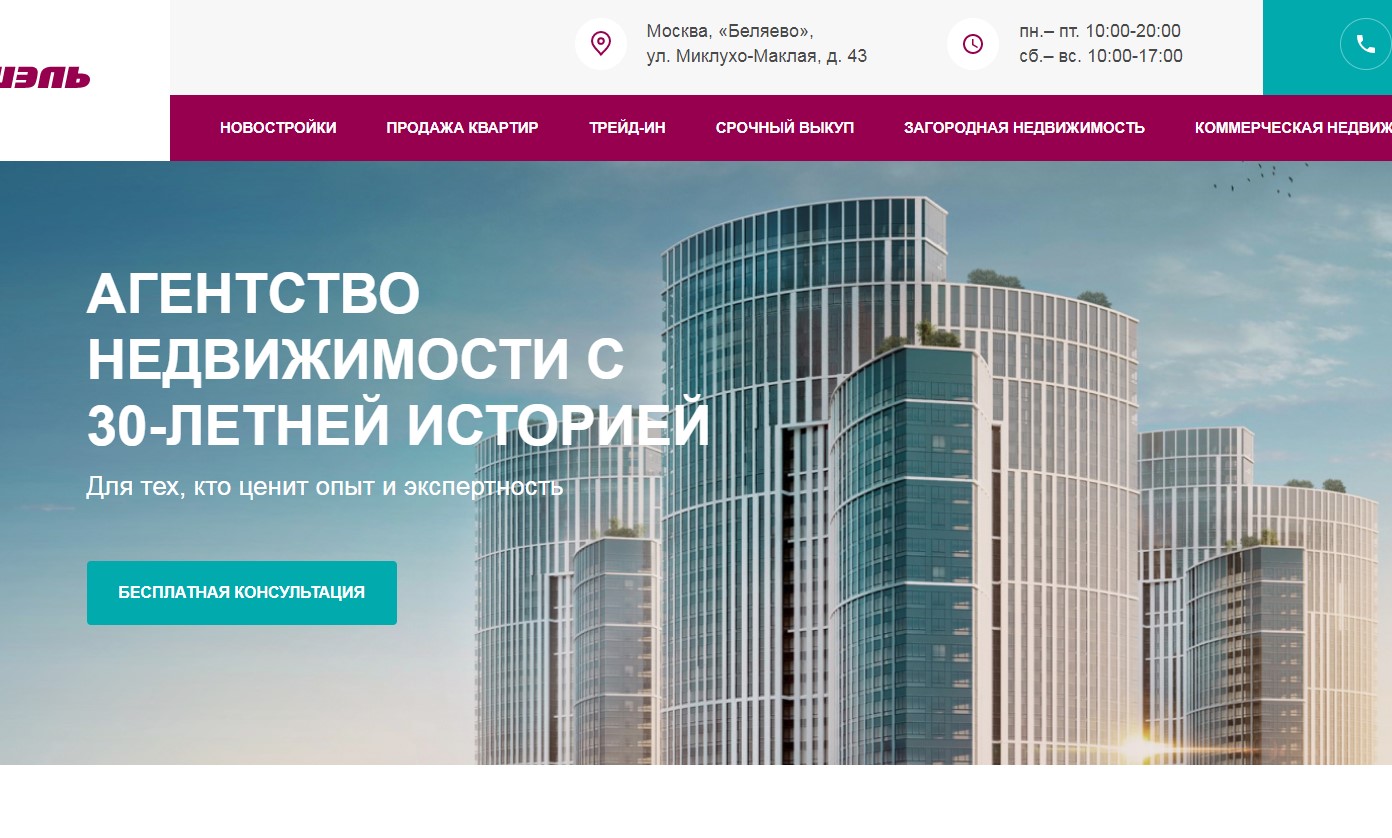 Москва, «Беляево»,
ул. Миклухо-Маклая, д. 43
пн.– пт. 10:00-20:00
сб.– вс. 10:00-17:00
НОВОСТРОЙКИ
ПРОДАЖА КВАРТИР
ТРЕЙД-ИН
СРОЧНЫЙ ВЫКУП
ЗАГОРОДНАЯ НЕДВИЖИМОСТЬ
КОММЕРЧЕСКАЯ НЕДВИЖ
АГЕНТСТВО
НЕДВИЖИМОСТИ С
30-ЛЕТНЕЙ ИСТОРИЕЙ
Для тех, кто ценит опыт и экспертность
БЕСПЛАТНАЯ КОНСУЛЬТАЦИЯ